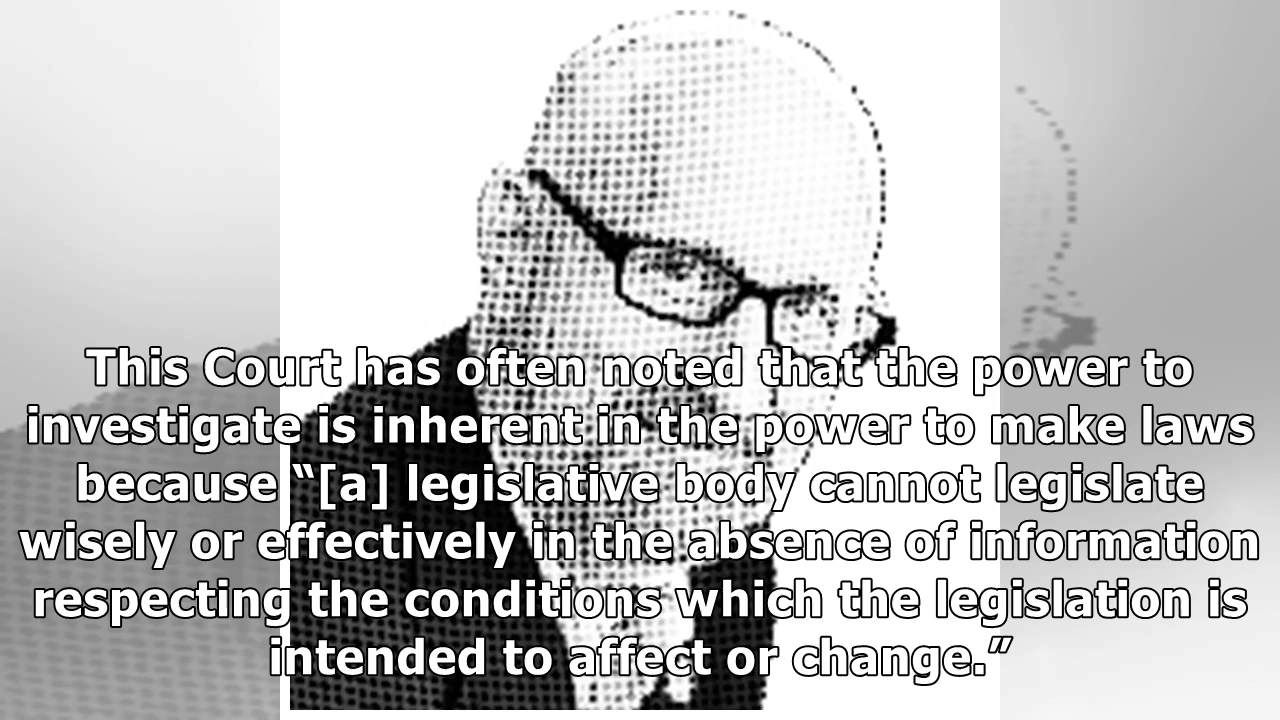 This Court has often noted that the power to
investigate is inherent in the power to make laws
because “[a] legislative body cannot legislate
wisely or effectively in the absence of information
respecting the conditions which the legislation is
intended to affect or change.”